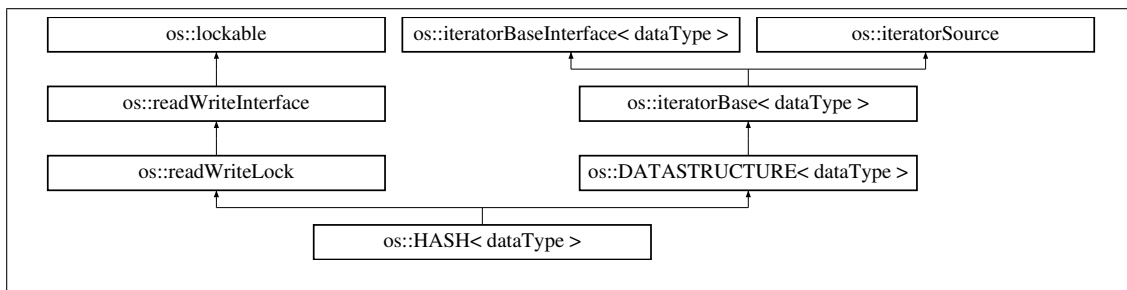 os::lockable
os::iteratorBaseInterface< dataType >
os::iteratorSource
os::readWriteInterface
os::iteratorBase< dataType >
os::readWriteLock
os::DATASTRUCTURE< dataType >
os::HASH< dataType >